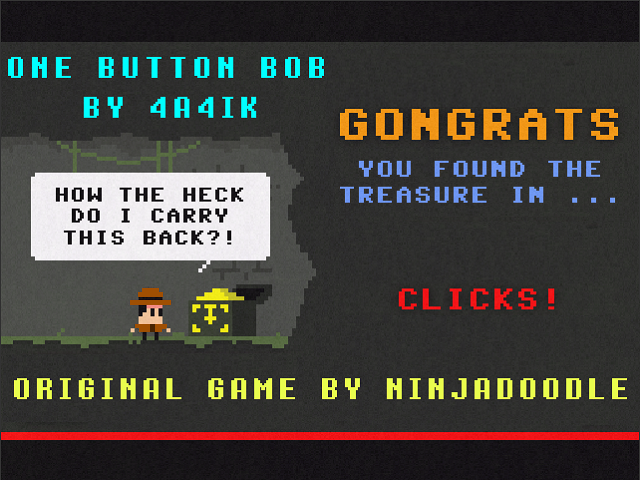 ONE BUTTON BOB
BY 4A4IK
GONGRATS
YOU FOUND THE
TREASURE IN ...
HOW THE HECK
DO I CARRY
THIS BACK?!
CLICKS!
ORIGINAL GAME BY NINJADOODLE